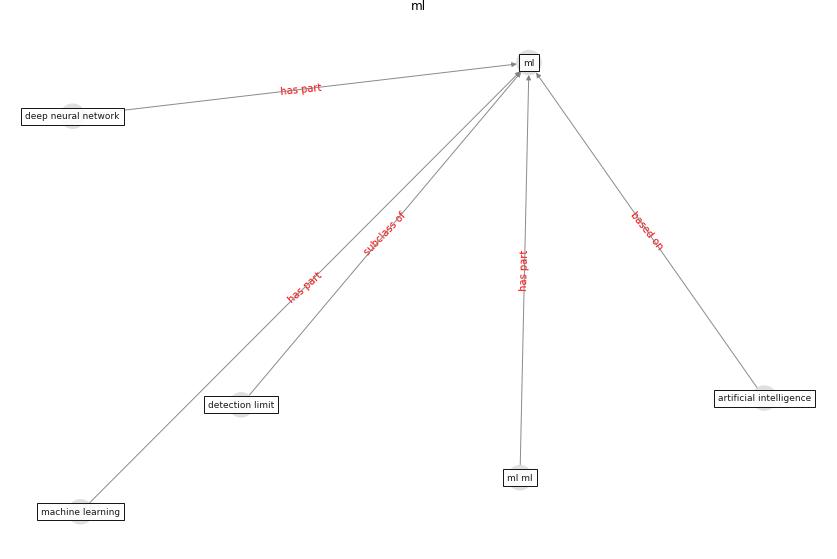 ml
ml
has part
deep neural network
subclass of
based on
has part
has part
artificial intelligence
detection limit
ml ml
machine learning